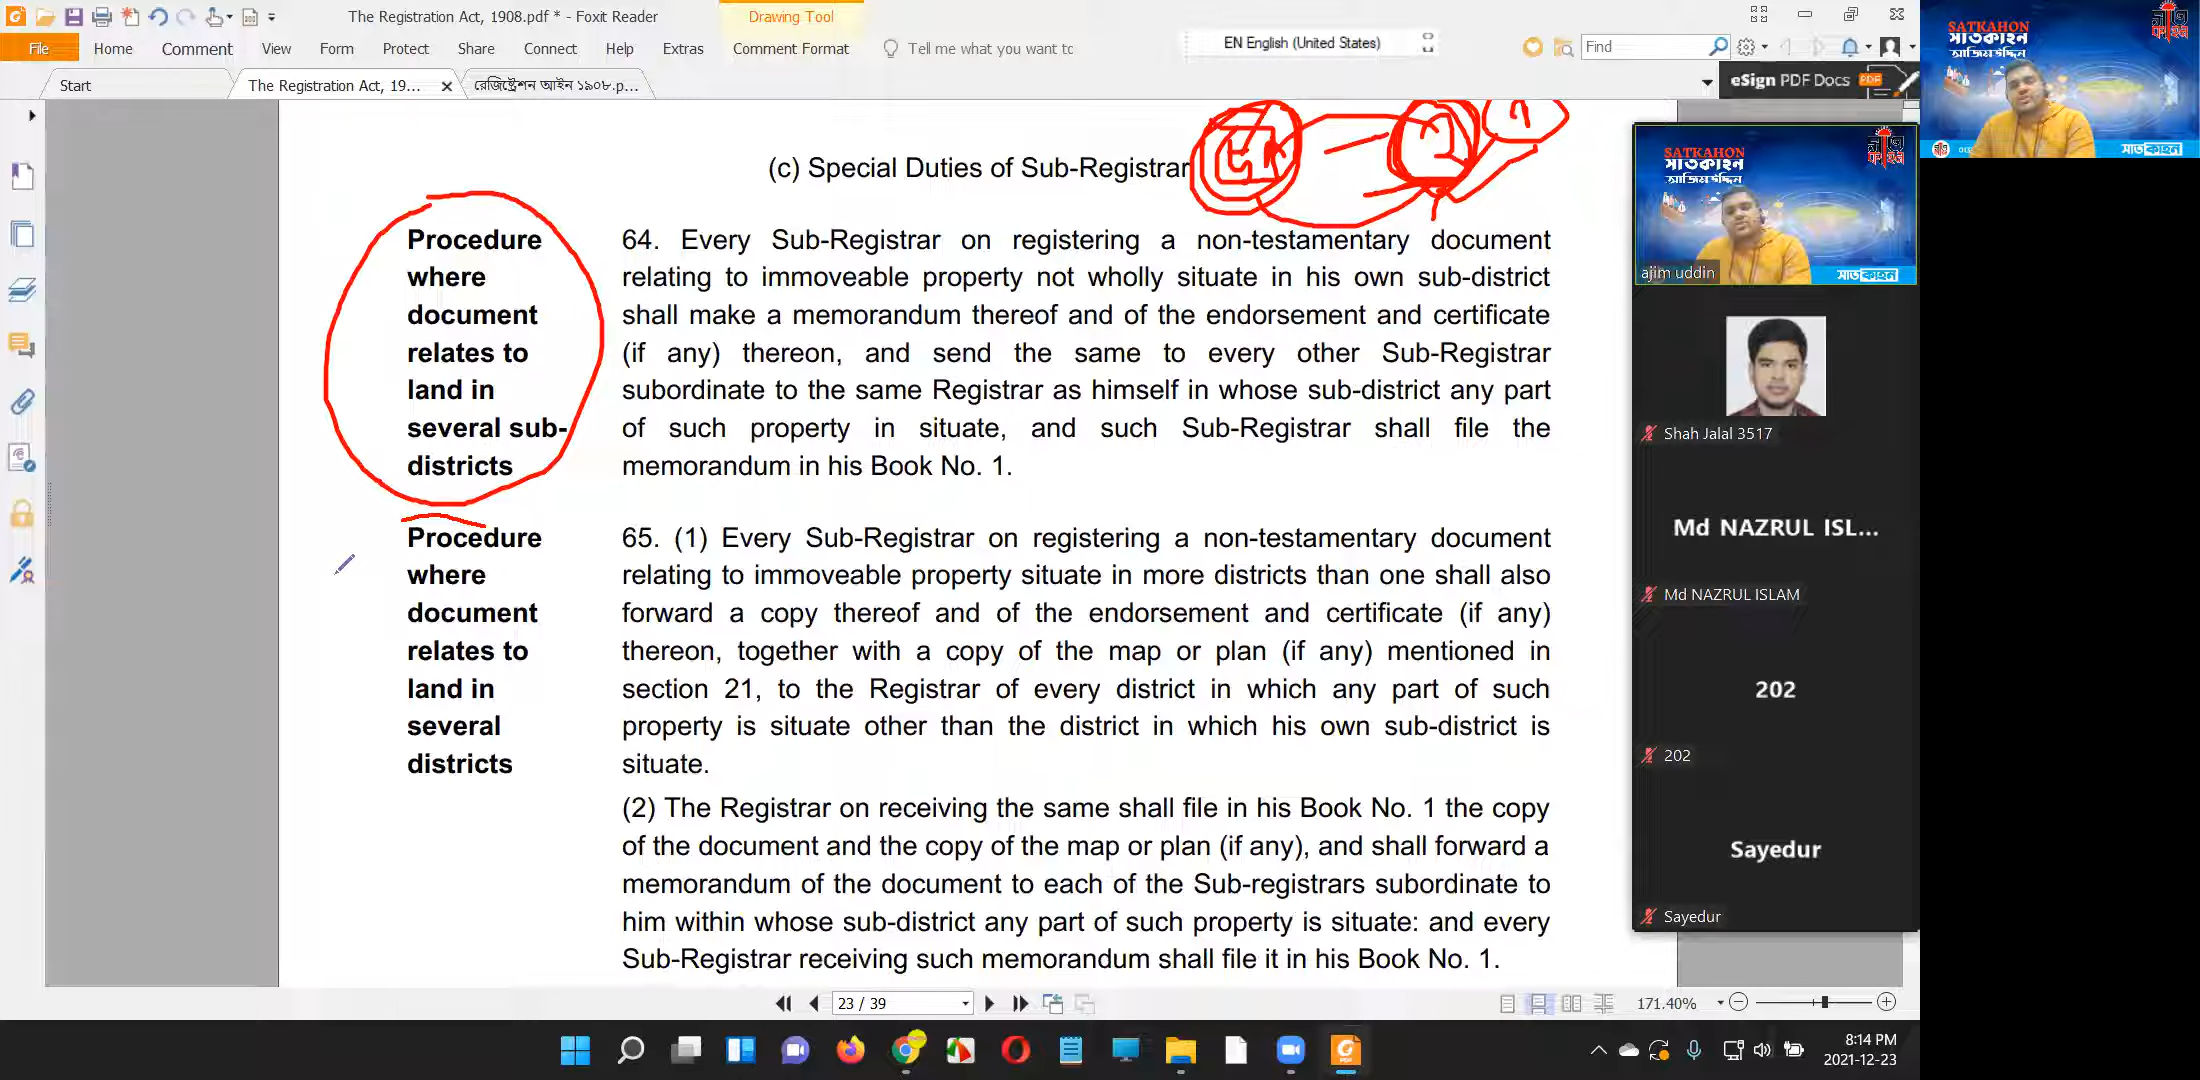 The Registration Act, 1908.pdf * - Foxit Reader
Drawing Tool
File
Home
Comment
View
Form
Protect
Share
Connect
Help
Extras
Comment Format
Tell me what you want tc
EN English (United States)
Find
Start
The Registration Act, 19...
রেজিষ্ট্রেশন আইন ১৯০৮.p...
eSign PDF Docs
PDF
(c) Special Duties of Sub-Registrar
Procedure
where
document
relates to
land in
several sub-
districts
64. Every Sub-Registrar on registering a non-testamentary document
relating to immoveable property not wholly situate in his own sub-district
shall make a memorandum thereof and of the endorsement and certificate
(if any) thereon, and send the same to every other Sub-Registrar
subordinate to the same Registrar as himself in whose sub-district any part
of such property in situate, and such Sub-Registrar shall file the
memorandum in his Book No. 1.
Procedure
where
document
relates to
land in
several
districts
65. (1) Every Sub-Registrar on registering a non-testamentary document
relating to immoveable property situate in more districts than one shall also
forward a copy thereof and of the endorsement and certificate (if any)
thereon, together with a copy of the map or plan (if any) mentioned in
section 21, to the Registrar of every district in which any part of such
property is situate other than the district in which his own sub-district is
situate.
(2) The Registrar on receiving the same shall file in his Book No. 1 the copy
of the document and the copy of the map or plan (if any), and shall forward a
memorandum of the document to each of the Sub-registrars subordinate to
him within whose sub-district any part of such property is situate: and every
Sub-Registrar receiving such memorandum shall file it in his Book No. 1.
SATKAHON
সাতকাহন
আজিম উদ্দিন
সাতকাহন
ajim uddin
SATKAHON
সাতকাহন
আজিম উদ্দিন
সাতকাহন
Shah Jalal 3517
Md NAZRUL ISL...
Md NAZRUL ISLAM
202
202
Sayedur
Sayedur
23 / 39
171.40%
8:14 PM
2021-12-23